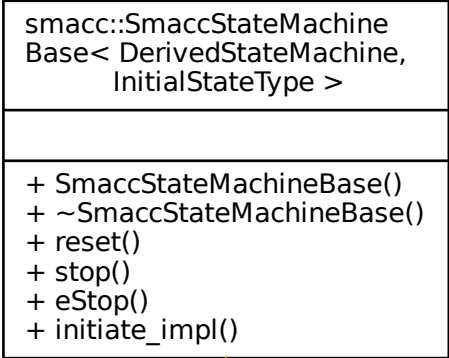 smacc::SmaccStateMachine
Base< DerivedStateMachine,
InitialStateType >
+ SmaccStateMachineBase()
+ ~SmaccStateMachineBase()
+ reset()
+ stop()
+ eStop()
+ initiate_impl()